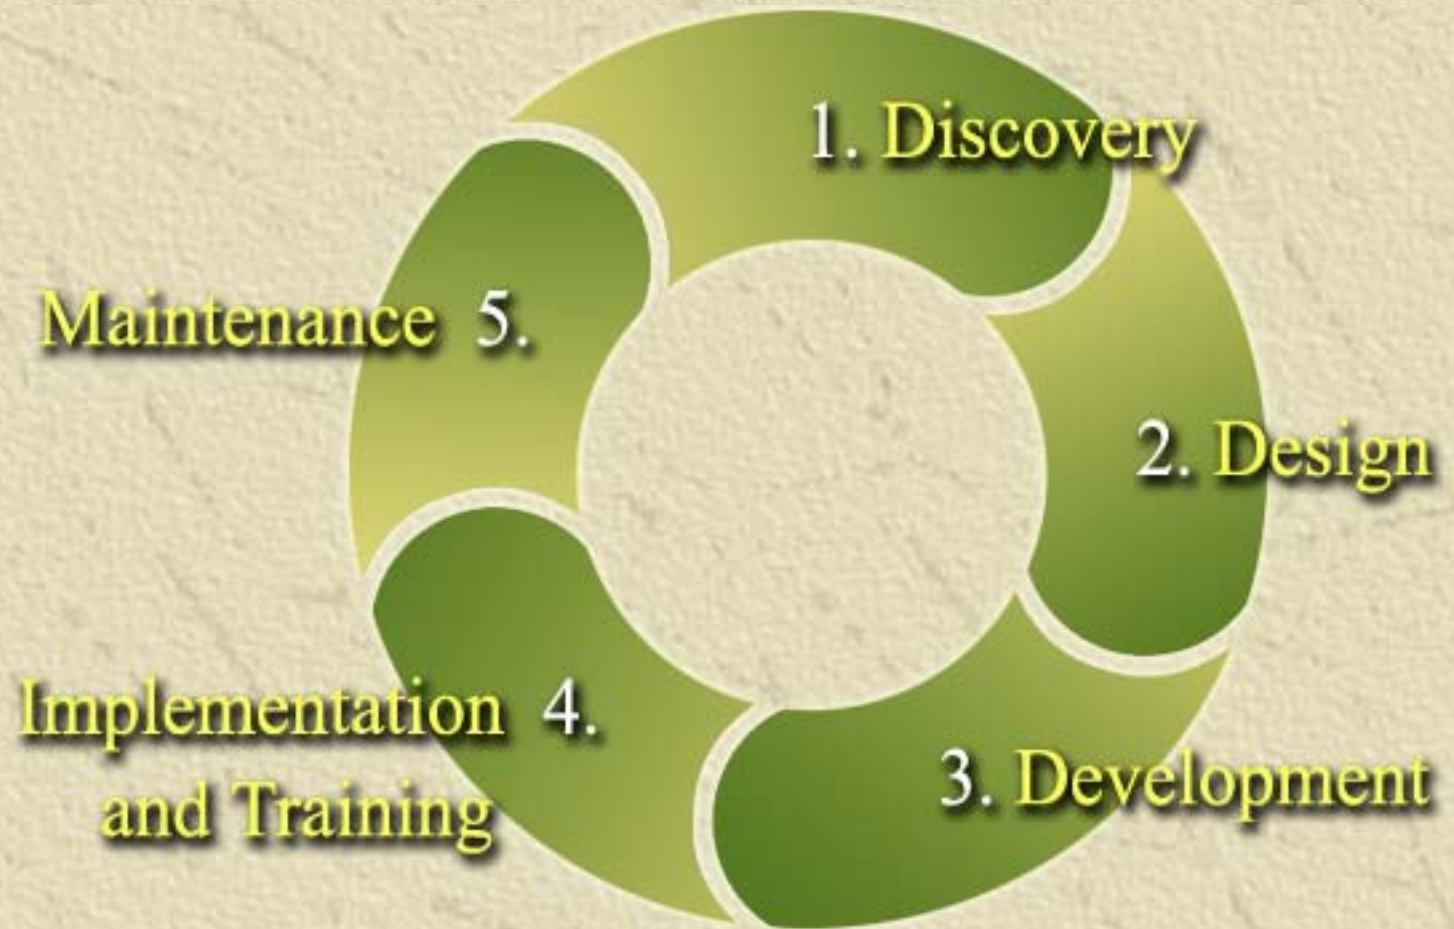 1. Discovery
2. Design
3. Development
Implementation 4.
and Training
Maintenance 5.